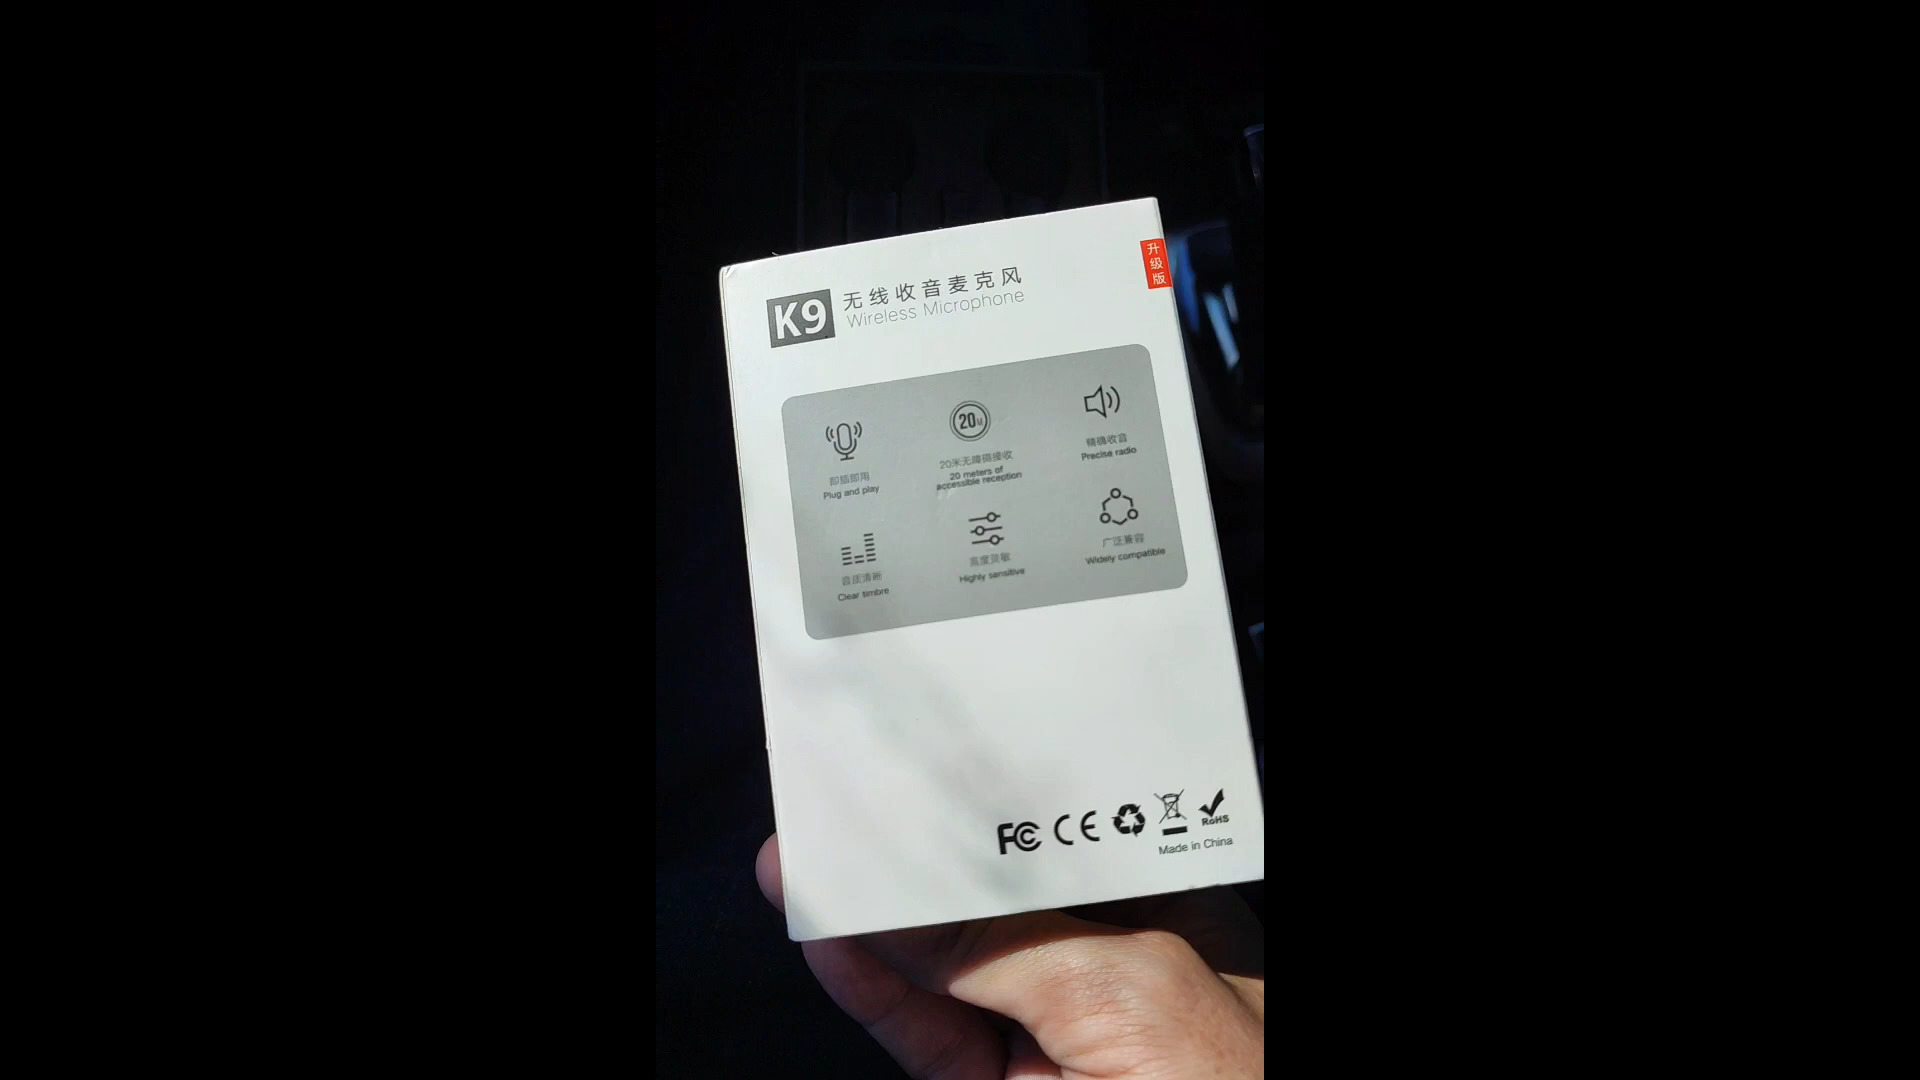 K9
无线收音麦克风
Wireless Microphone
升级版
即插即用
Plug and play
20M
20米无障碍接收
20 meters of
accessible reception
精确收音
Precise radio
音质清晰
Clear timbre
高度灵敏
Highly sensitive
广泛兼容
Widely compatible
FC CE RoHS
Made in China